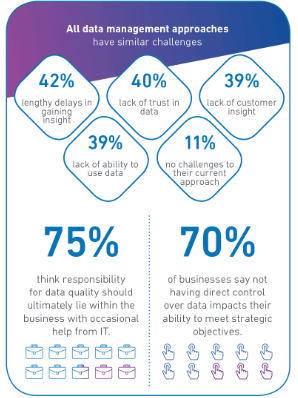 All data management approaches
have similar challenges
42%
lengthy delays in
gaining
insight
40%
lack of trust in
data
39%
lack of customer
insight
39%
lack of ability to
use data
11%
no challenges to
their current
approach
75%
think responsibility
for data quality should
ultimately lie within the
business with occasional
help from IT.
70%
of businesses say not
having direct control
over data impacts their
ability to meet strategic
objectives.